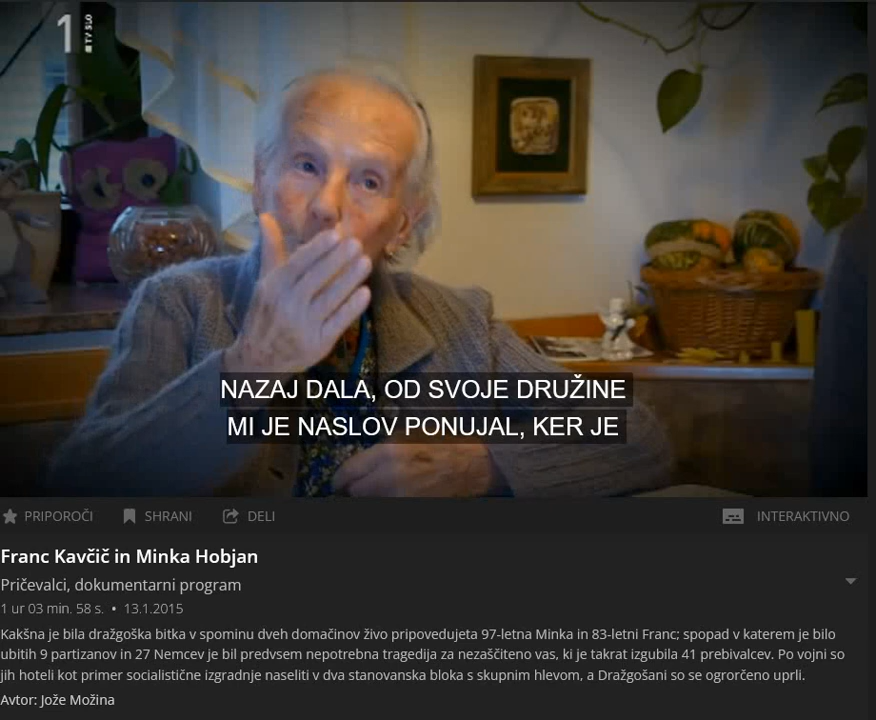 1
TV SLO
NAZAJ DALA, OD SVOJE DRUŽINE
MI JE NASLOV PONUJAL, KER JE
PRIPOROČI SHRANI DELI INTERAKTIVNO
Franc Kavčič in Minka Hobjan
Pričevalci, dokumentarni program
1 ur 03 min. 58 s. • 13.1.2015
Kakšna je bila dražgoška bitka v spominu dveh domačinov živo pripovedujeta 97-letna Minka in 83-letni Franc; spopad v katerem je bilo
ubitih 9 partizanov in 27 Nemcev je bil predvsem nepotrebna tragedija za nezaščiteno vas, ki je takrat izgubila 41 prebivalcev. Po vojni so
jih hoteli kot primer socialistične izgradnje naseliti v dva stanovanska bloka s skupnim hlevom, a Dražgošani so se ogrorčeno uprli.
Avtor: Jože Možina